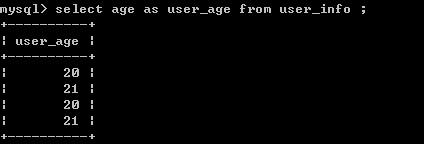 mysql> select age as user_age from user_info ;
+----------+
¦ user_age ¦
+----------+
¦       20 ¦
¦       21 ¦
¦       20 ¦
¦       21 ¦
+----------+